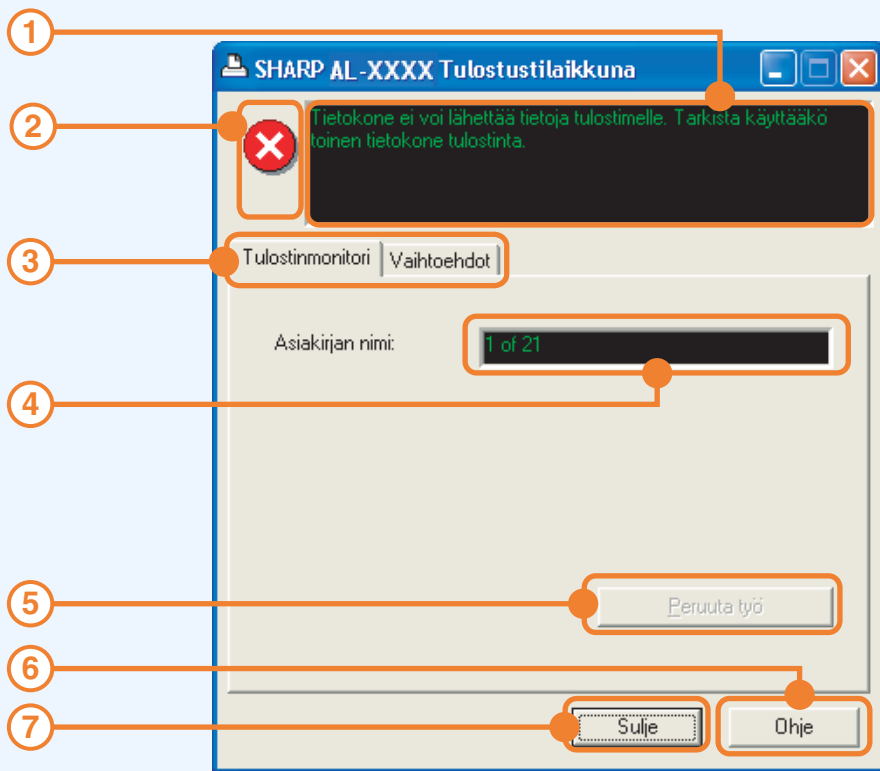 1
SHARP AL-XXXX Tulostustilaikkuna
2
Tietokone ei voi lähettää tietoja tulostimelle. Tarkista käyttääkö
toinen tietokone tulostinta.
3
Tulostinmonitori Vaihtoehdot
Asiakirjan nimi: 1 of 21
4
5
Peruuta työ
6
7
Sulje Ohje